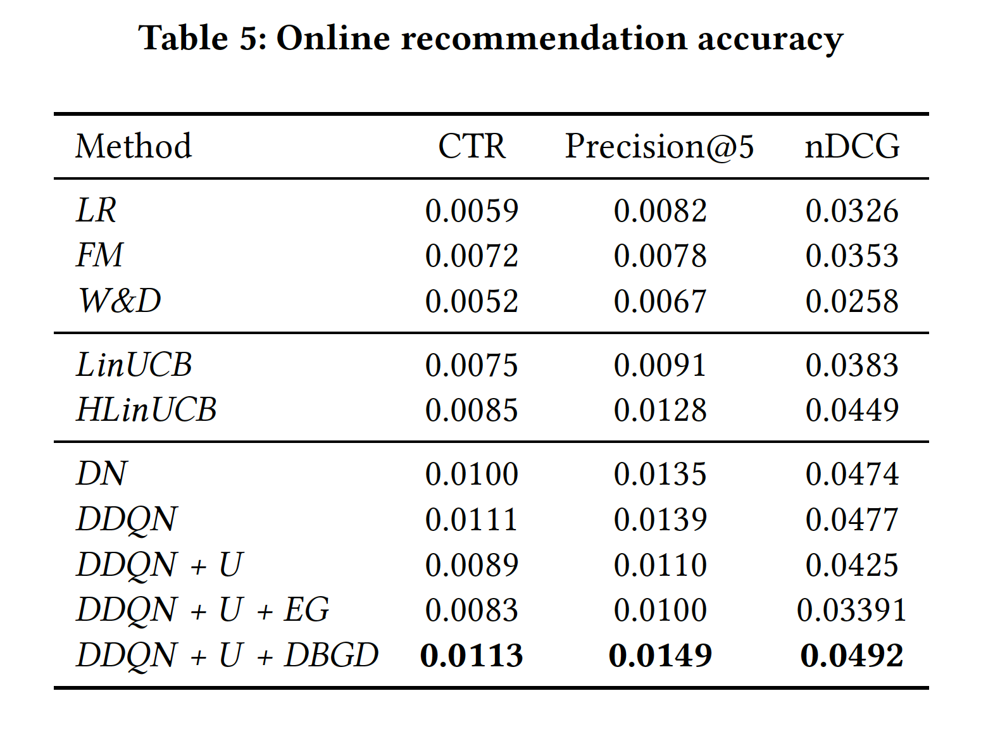 Table 5: Online recommendation accuracy
Method CTR Precision@5 nDCG
LR 0.0059 0.0082 0.0326
FM 0.0072 0.0078 0.0353
W&D 0.0052 0.0067 0.0258
LinUCB 0.0075 0.0091 0.0383
HLinUCB 0.0085 0.0128 0.0449
DN 0.0100 0.0135 0.0474
DDQN 0.0111 0.0139 0.0477
DDQN + U 0.0089 0.0110 0.0425
DDQN + U + EG 0.0083 0.0100 0.03391
DDQN + U + DBGD 0.0113 0.0149 0.0492